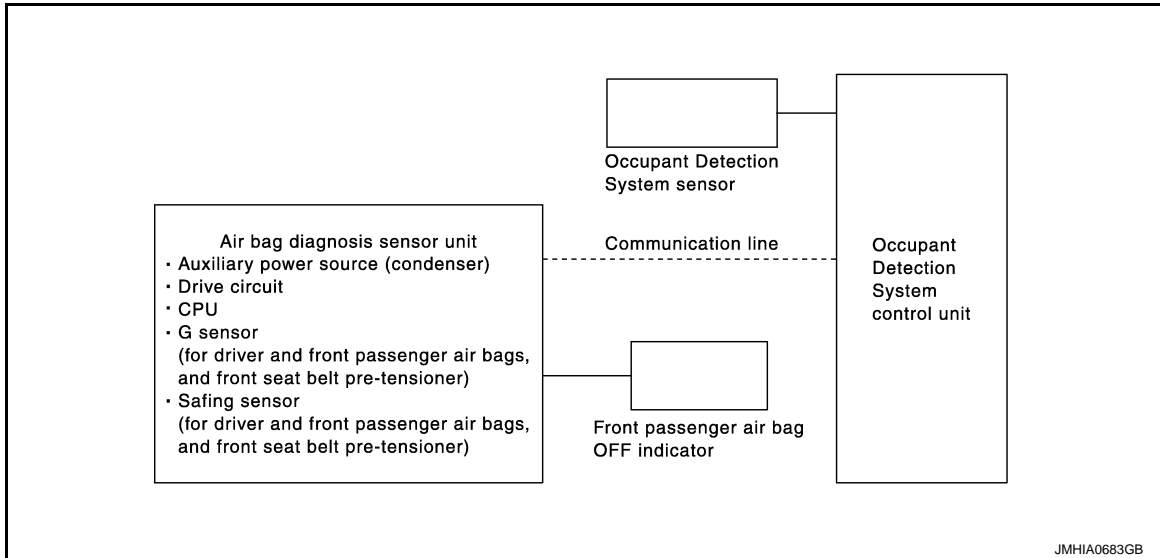 Occupant Detection
System sensor
Air bag diagnosis sensor unit
· Auxiliary power source (condenser)
· Drive circuit
· CPU
· G sensor
(for driver and front passenger air bags,
and front seat belt pre-tensioner)
· Safing sensor
(for driver and front passenger air bags,
and front seat belt pre-tensioner)
Communication line
Front passenger air bag
OFF indicator
Occupant
Detection
System
control unit
JMHIA0683GB